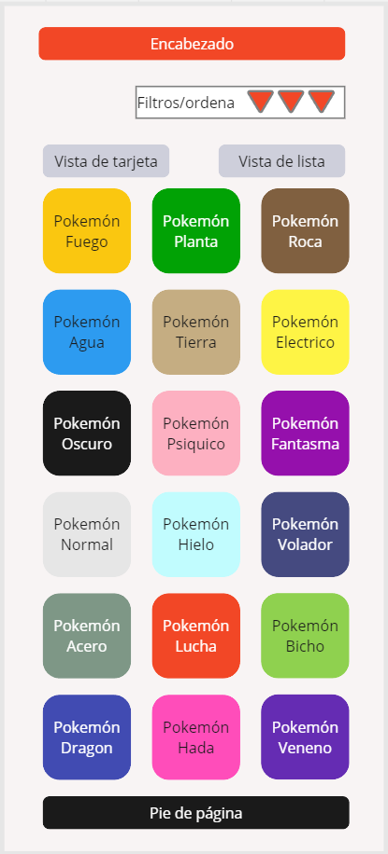 Encabezado
Filtros/ordena
Vista de tarjeta
Vista de lista
Pokemón
Fuego
Pokemón
Planta
Pokemón
Roca
Pokemón
Agua
Pokemón
Tierra
Pokemón
Electrico
Pokemón
Oscuro
Pokemón
Psiquico
Pokemón
Fantasma
Pokemón
Normal
Pokemón
Hielo
Pokemón
Volador
Pokemón
Acero
Pokemón
Lucha
Pokemón
Bicho
Pokemón
Dragon
Pokemón
Hada
Pokemón
Veneno
Pie de página